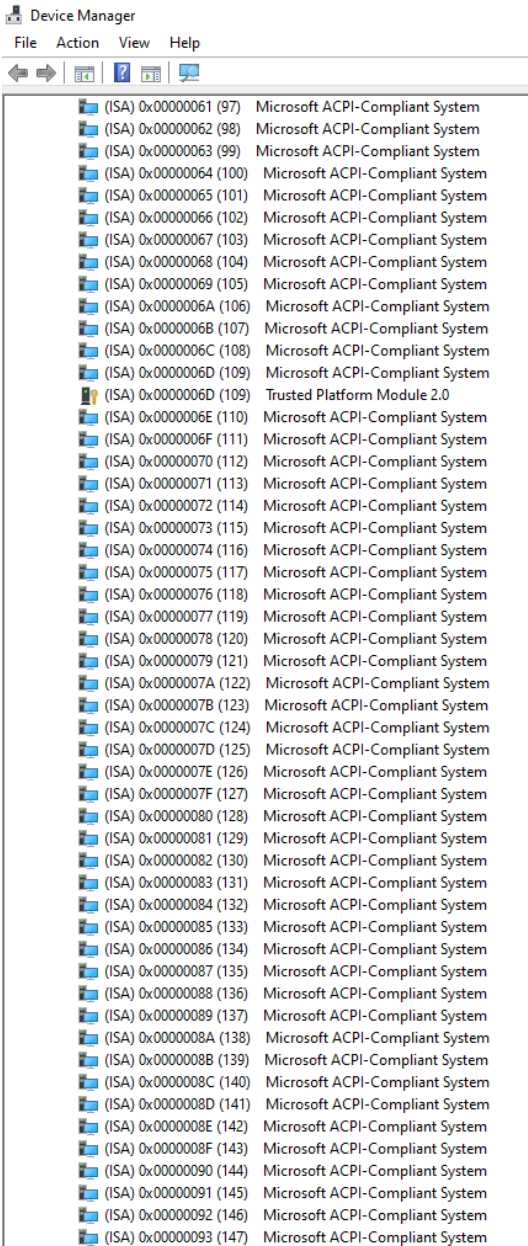 Device Manager
File Action View Help
(ISA) 0x00000061 (97) Microsoft ACPI-Compliant System
(ISA) 0x00000062 (98) Microsoft ACPI-Compliant System
(ISA) 0x00000063 (99) Microsoft ACPI-Compliant System
(ISA) 0x00000064 (100) Microsoft ACPI-Compliant System
(ISA) 0x00000065 (101) Microsoft ACPI-Compliant System
(ISA) 0x00000066 (102) Microsoft ACPI-Compliant System
(ISA) 0x00000067 (103) Microsoft ACPI-Compliant System
(ISA) 0x00000068 (104) Microsoft ACPI-Compliant System
(ISA) 0x00000069 (105) Microsoft ACPI-Compliant System
(ISA) 0x0000006A (106) Microsoft ACPI-Compliant System
(ISA) 0x0000006B (107) Microsoft ACPI-Compliant System
(ISA) 0x0000006C (108) Microsoft ACPI-Compliant System
(ISA) 0x0000006D (109) Microsoft ACPI-Compliant System
(ISA) 0x0000006D (109) Trusted Platform Module 2.0
(ISA) 0x0000006E (110) Microsoft ACPI-Compliant System
(ISA) 0x0000006F (111) Microsoft ACPI-Compliant System
(ISA) 0x00000070 (112) Microsoft ACPI-Compliant System
(ISA) 0x00000071 (113) Microsoft ACPI-Compliant System
(ISA) 0x00000072 (114) Microsoft ACPI-Compliant System
(ISA) 0x00000073 (115) Microsoft ACPI-Compliant System
(ISA) 0x00000074 (116) Microsoft ACPI-Compliant System
(ISA) 0x00000075 (117) Microsoft ACPI-Compliant System
(ISA) 0x00000076 (118) Microsoft ACPI-Compliant System
(ISA) 0x00000077 (119) Microsoft ACPI-Compliant System
(ISA) 0x00000078 (120) Microsoft ACPI-Compliant System
(ISA) 0x00000079 (121) Microsoft ACPI-Compliant System
(ISA) 0x0000007A (122) Microsoft ACPI-Compliant System
(ISA) 0x0000007B (123) Microsoft ACPI-Compliant System
(ISA) 0x0000007C (124) Microsoft ACPI-Compliant System
(ISA) 0x0000007D (125) Microsoft ACPI-Compliant System
(ISA) 0x0000007E (126) Microsoft ACPI-Compliant System
(ISA) 0x0000007F (127) Microsoft ACPI-Compliant System
(ISA) 0x00000080 (128) Microsoft ACPI-Compliant System
(ISA) 0x00000081 (129) Microsoft ACPI-Compliant System
(ISA) 0x00000082 (130) Microsoft ACPI-Compliant System
(ISA) 0x00000083 (131) Microsoft ACPI-Compliant System
(ISA) 0x00000084 (132) Microsoft ACPI-Compliant System
(ISA) 0x00000085 (133) Microsoft ACPI-Compliant System
(ISA) 0x00000086 (134) Microsoft ACPI-Compliant System
(ISA) 0x00000087 (135) Microsoft ACPI-Compliant System
(ISA) 0x00000088 (136) Microsoft ACPI-Compliant System
(ISA) 0x00000089 (137) Microsoft ACPI-Compliant System
(ISA) 0x0000008A (138) Microsoft ACPI-Compliant System
(ISA) 0x0000008B (139) Microsoft ACPI-Compliant System
(ISA) 0x0000008C (140) Microsoft ACPI-Compliant System
(ISA) 0x0000008D (141) Microsoft ACPI-Compliant System
(ISA) 0x0000008E (142) Microsoft ACPI-Compliant System
(ISA) 0x0000008F (143) Microsoft ACPI-Compliant System
(ISA) 0x00000090 (144) Microsoft ACPI-Compliant System
(ISA) 0x00000091 (145) Microsoft ACPI-Compliant System
(ISA) 0x00000092 (146) Microsoft ACPI-Compliant System
(ISA) 0x00000093 (147) Microsoft ACPI-Compliant System